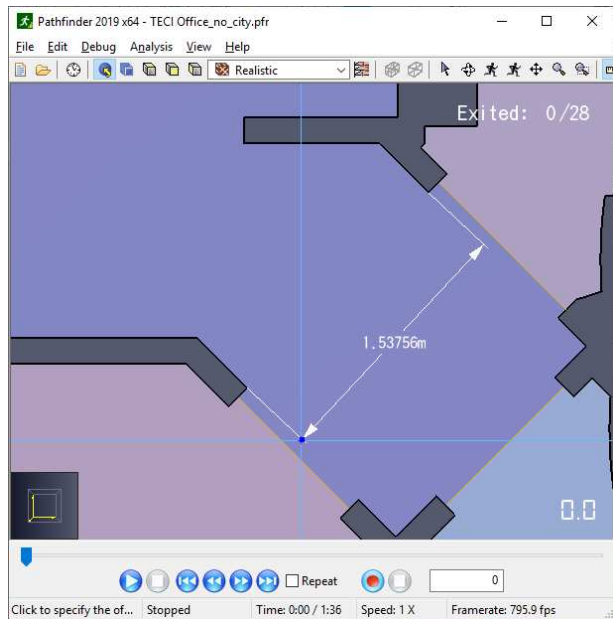 Pathfinder 2019 x64 - TECI Office_no_city.pfr
File Edit Debug Analysis View Help
Realistic
Exited: 0/28
1.53756m
0.0
Repeat
0
Click to specify the of... Stopped Time: 0:00 / 1:36 Speed: 1 X Framerate: 795.9 fps